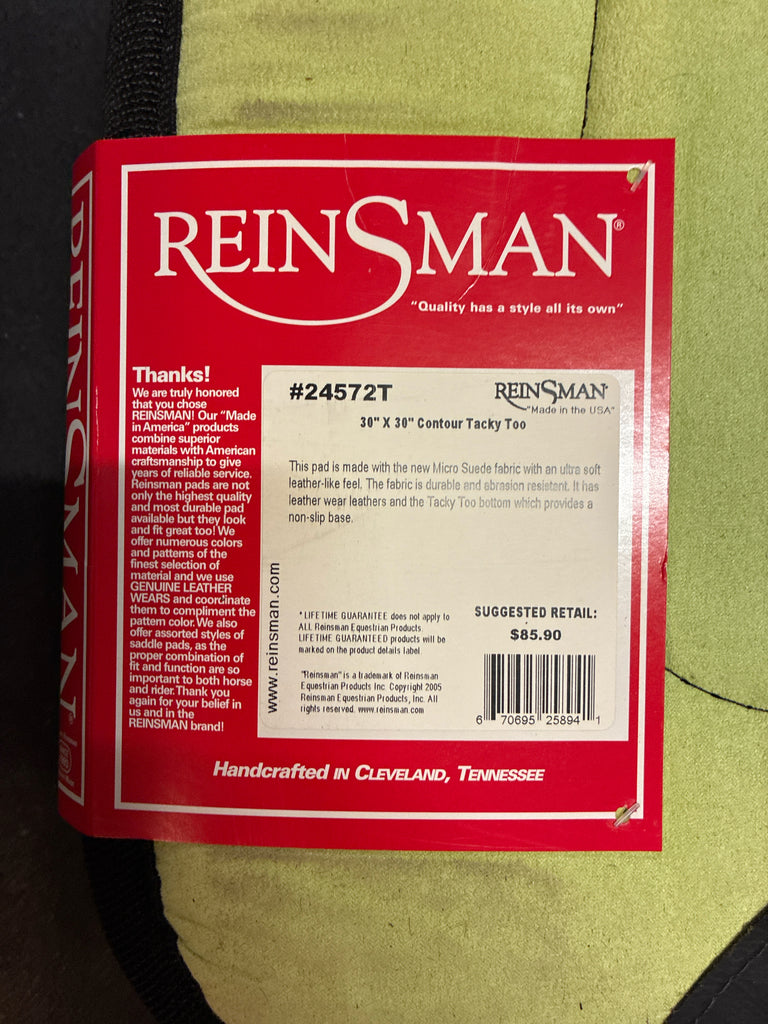 REINSMAN®
"Quality has a style all its own"
Thanks!
We are truly honored
that you chose
REINSMAN! Our "Made
in America" products
combine superior
materials with American
craftsmanship to give
years of reliable service.
Reinsman pads are not
only the highest quality
and most durable pad
available but they look
and fit great too! We
offer numerous colors
and patterns of the
finest selection of
material and we use
GENUINE LEATHER
WEARS and coordinate
them to compliment the
pattern color. We also
offer assorted styles of
saddle pads, as the
proper combination of
fit and function are so
important to both horse
and rider. Thank you
again for your belief in
us and in the
REINSMAN brand!
#24572T
REINSMAN
"Made in the USA"
30" X 30" Contour Tacky Too
This pad is made with the new Micro Suede fabric with an ultra soft
leather-like feel. The fabric is durable and abrasion resistent. It has
leather wear leathers and the Tacky Too bottom which provides a
non-slip base.
www.reinsman.com
* LIFETIME GUARANTEE does not apply to
ALL Reinsman Equestrian Products.
LIFETIME GUARANTEED products will be
marked on the product details label.
"Reinsman" is a trademark of Reinsman
Equestrian Products Inc. Copyright 2005
Reinsman Equestrian Products, Inc. All
rights reserved. www.reinsman.com
SUGGESTED RETAIL:
$85.90
6 70695 25894 1
Handcrafted IN CLEVELAND, TENNESSEE
REINSMAN®